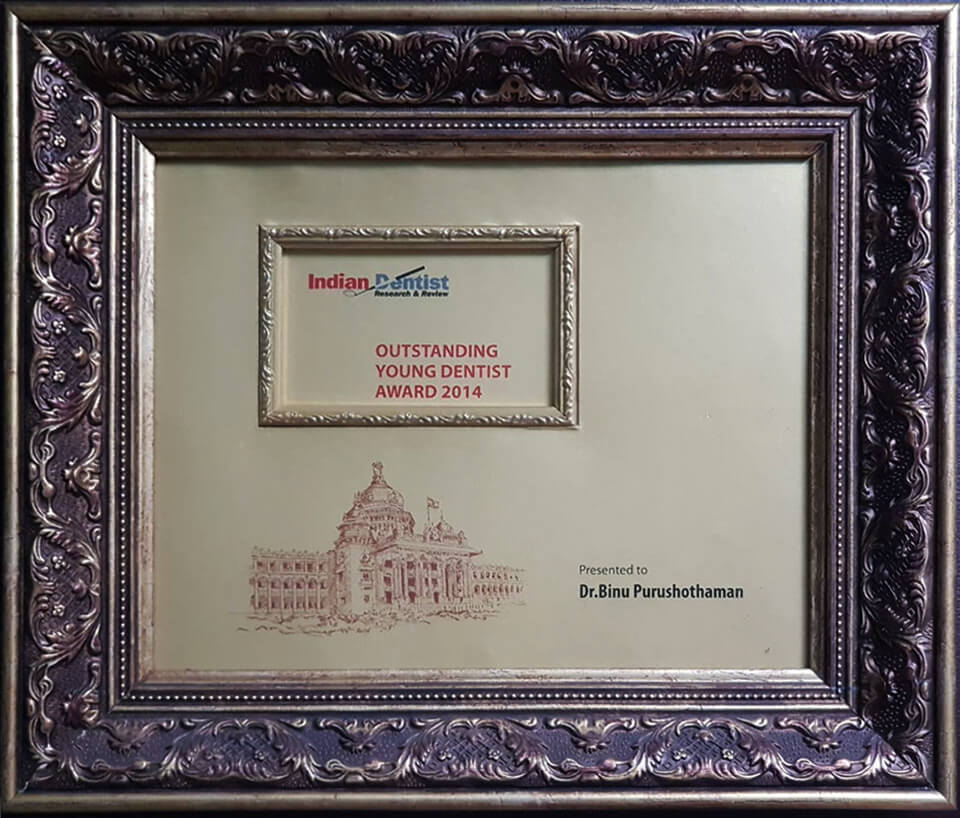 Indian Dentist
Research & Review
OUTSTANDING
YOUNG DENTIST
AWARD 2014
Presented to
Dr.Binu Purushothaman